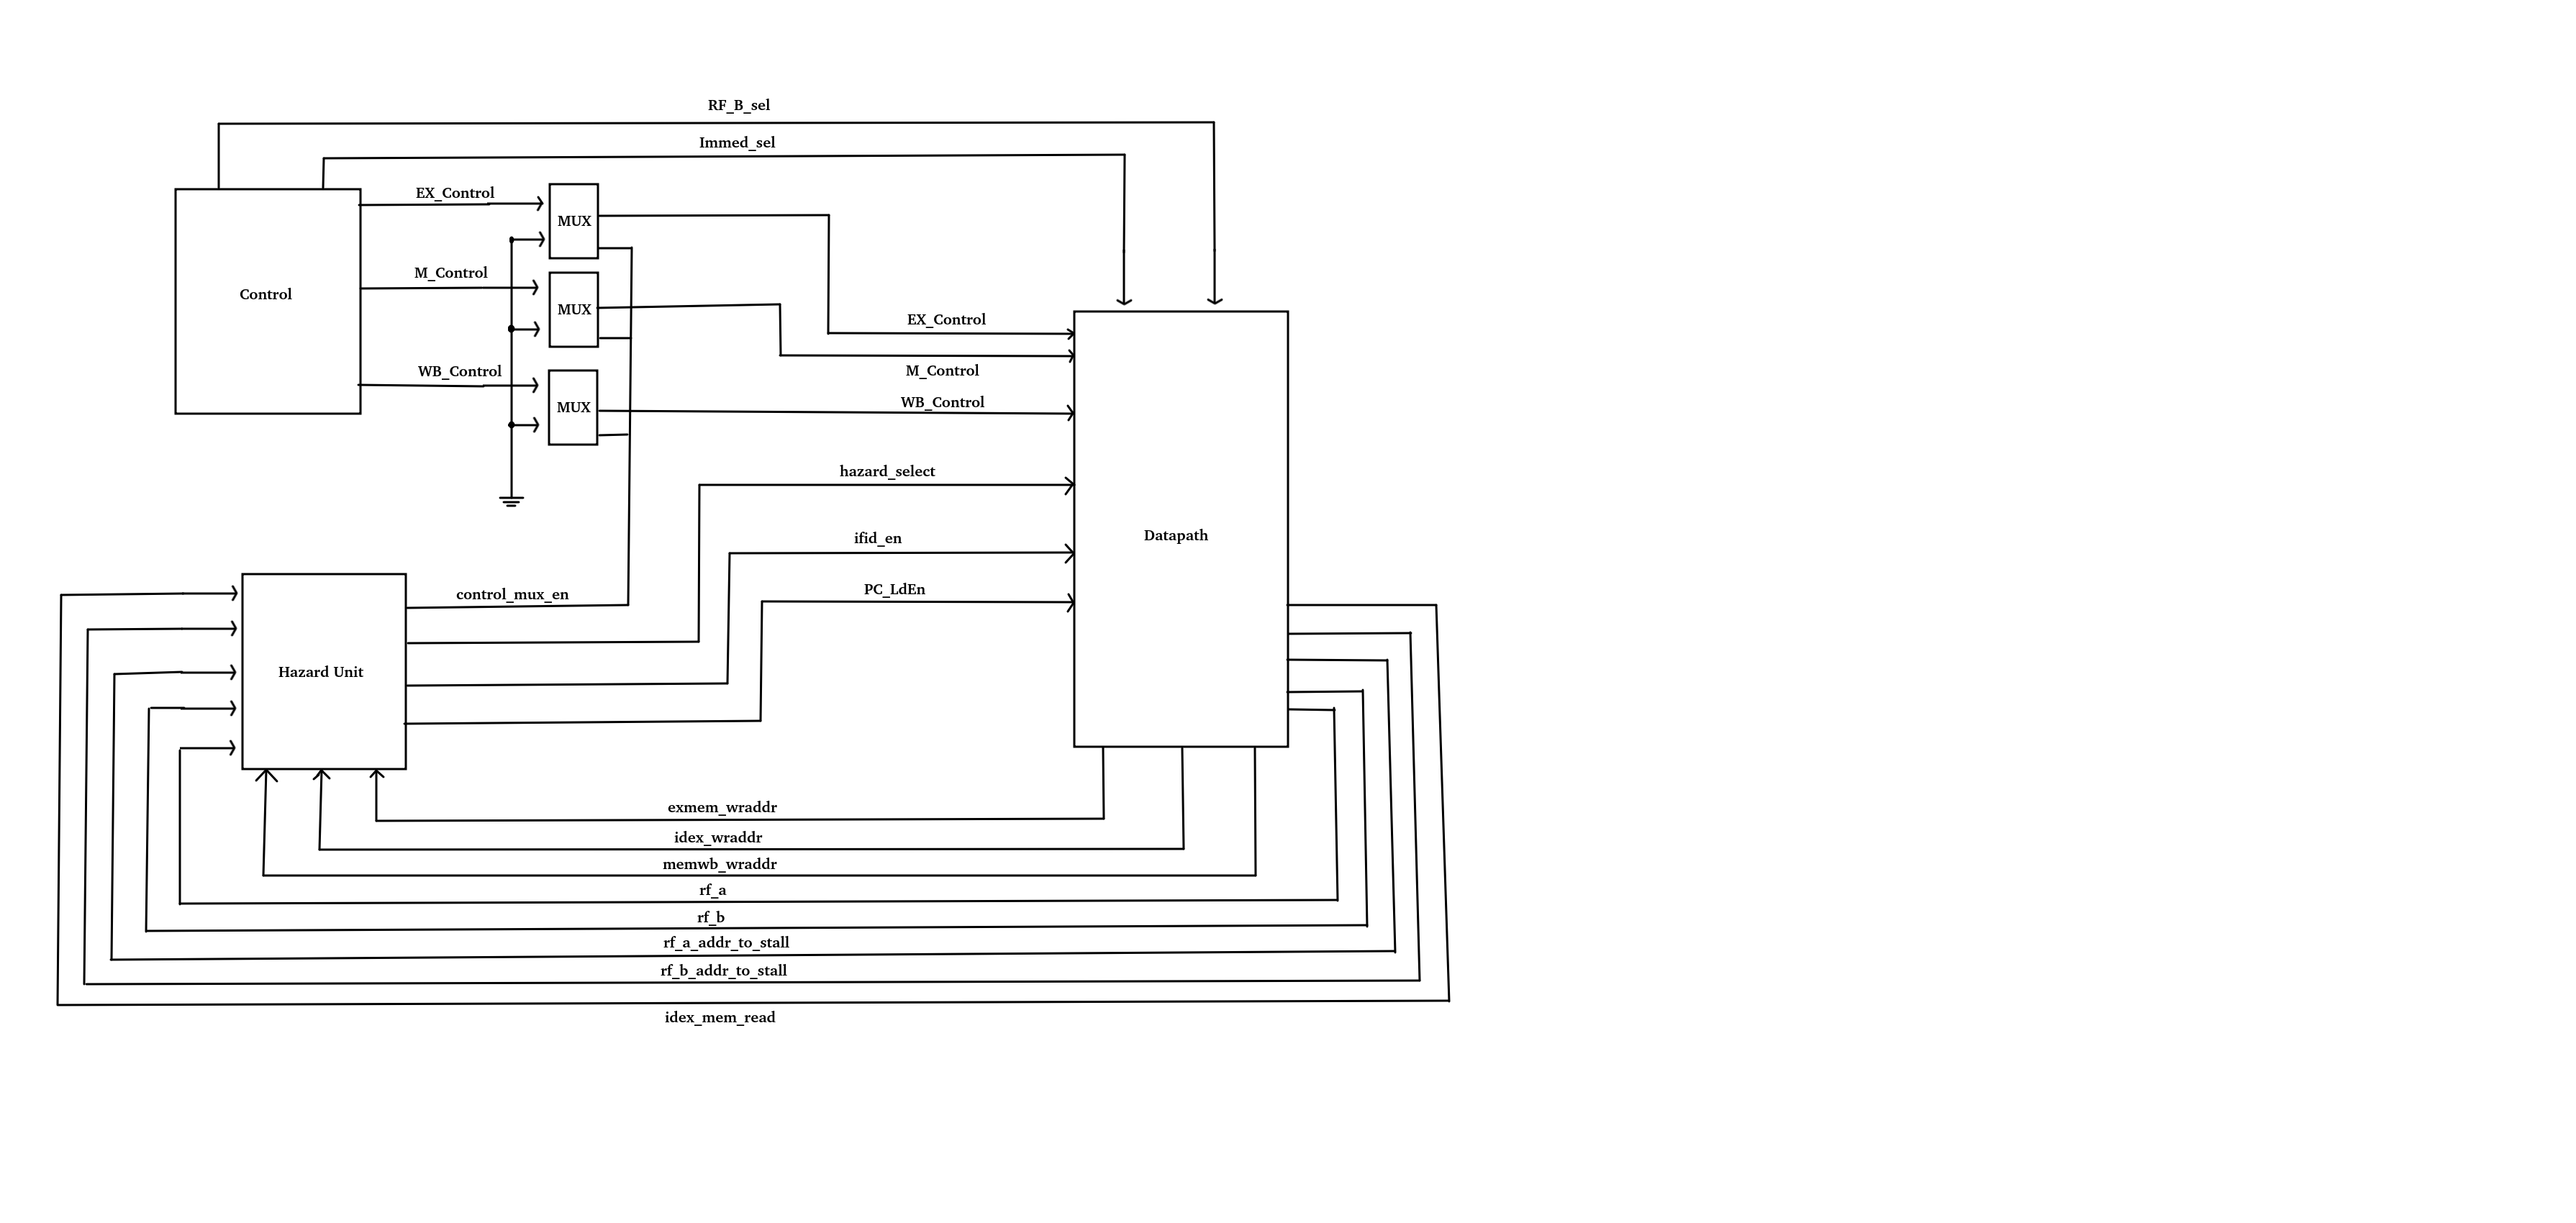 RF_B_sel
Immed_sel
EX_Control
MUX
M_Control
Control
MUX
EX_Control
M_Control
WB_Control
MUX
WB_Control
hazard_select
ifid_en
Datapath
PC_LdEn
control_mux_en
Hazard Unit
exmem_wraddr
idex_wraddr
memwb_wraddr
rf_a
rf_b
rf_a_addr_to_stall
rf_b_addr_to_stall
idex_mem_read